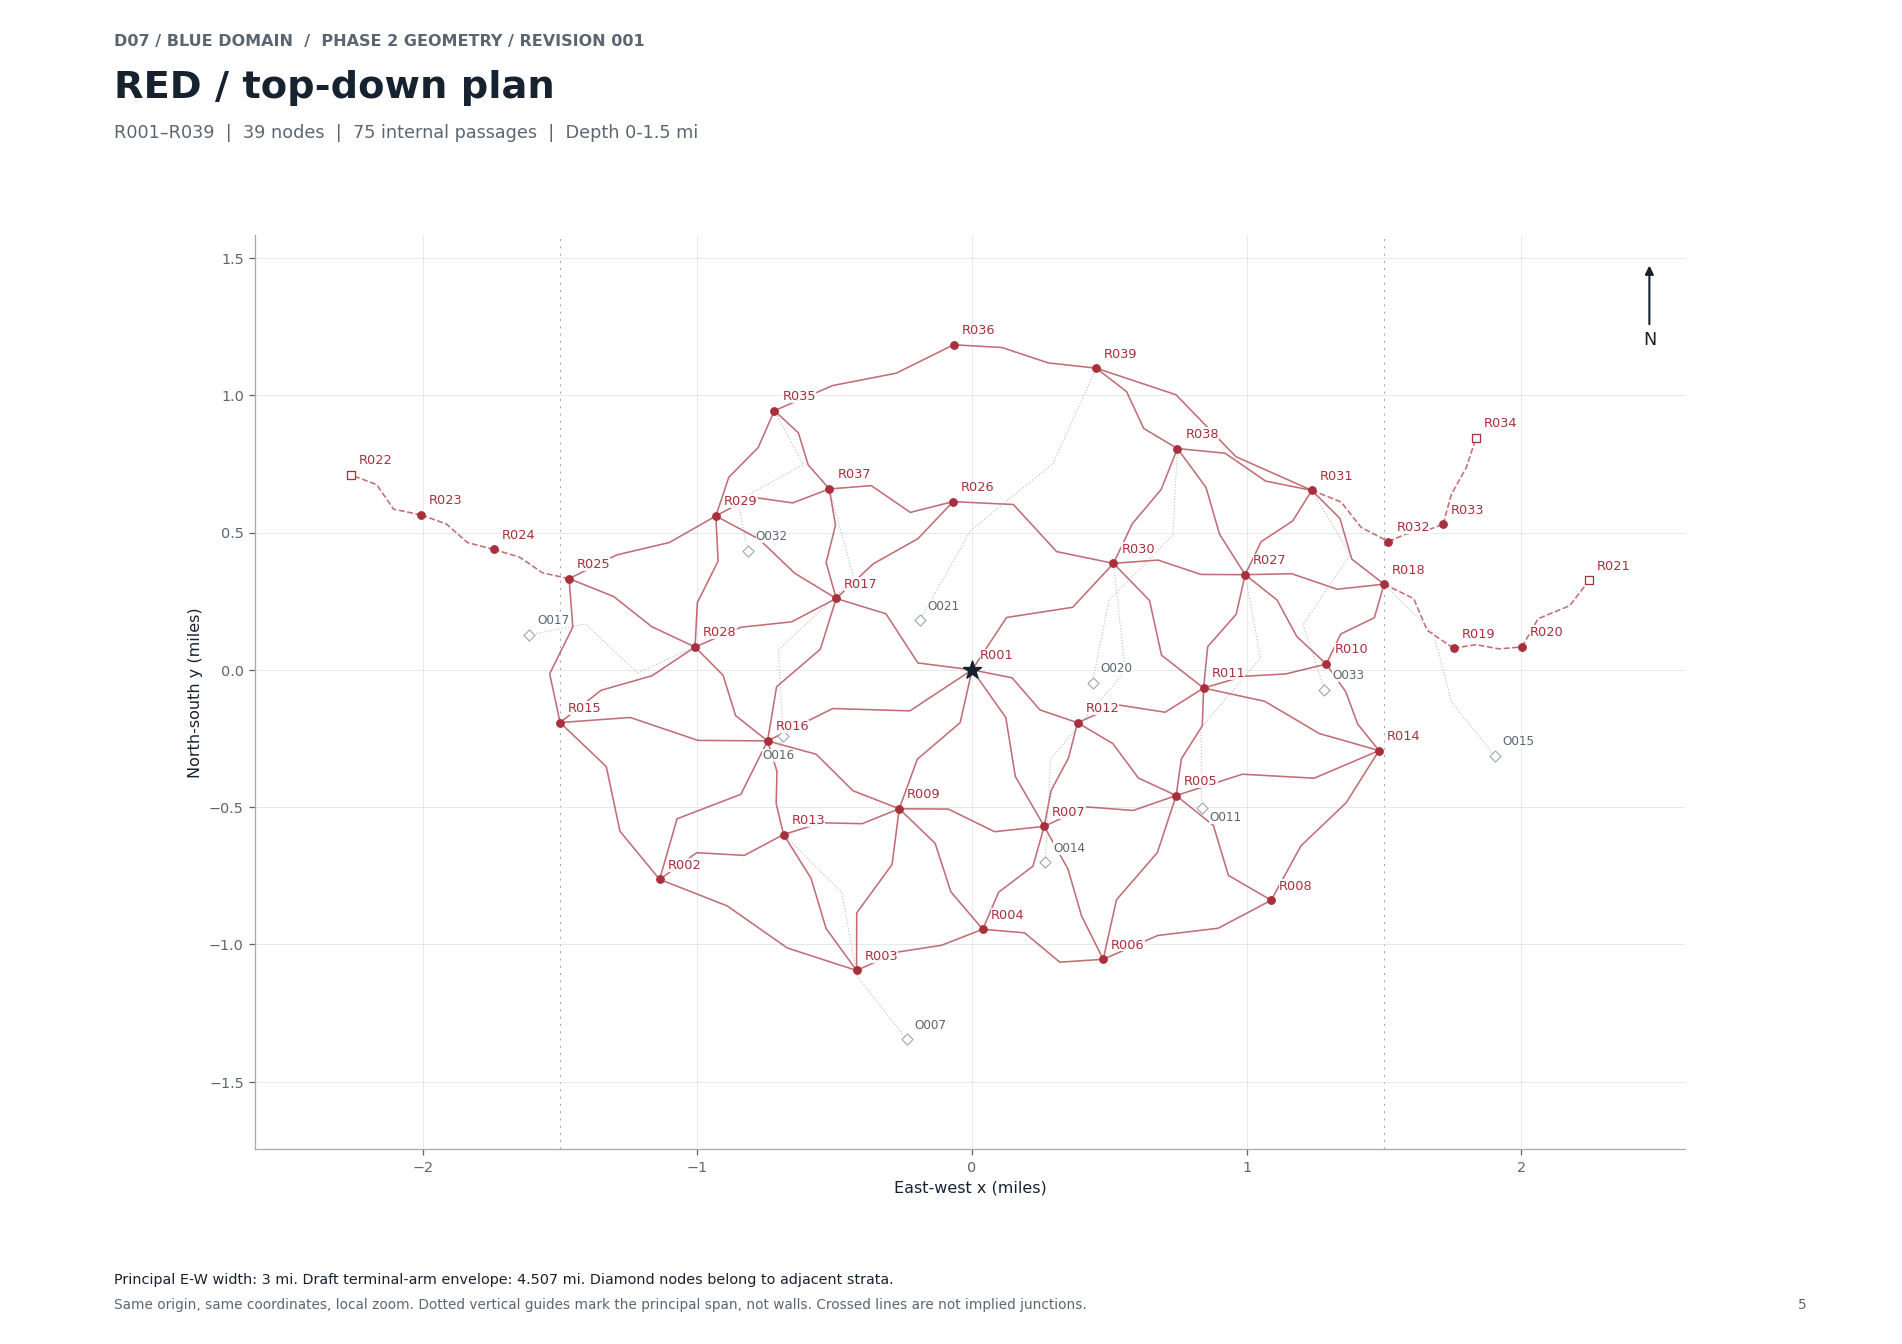 D07 / BLUE DOMAIN / PHASE 2 GEOMETRY / REVISION 001
RED / top-down plan
R001–R039 | 39 nodes | 75 internal passages | Depth 0-1.5 mi
1.5
N
R036
R039
1.0
R035
R034
R038
R022
R037
R031
R026
R023
R029
R033
0.5
R024
O032
R032
R030
R025
R027
R018
R021
R017
O021
O017
R028
R019
R020
R010
0.0
R001
O020
R011
O033
R015
R012
R016
R014
O016
O015
R005
R009
−0.5
R013
R007
O011
O014
R002
R008
R004
−1.0
R006
R003
O007
−1.5
North-south y (miles)
−2
−1
0
1
2
East-west x (miles)
Principal E-W width: 3 mi. Draft terminal-arm envelope: 4.507 mi. Diamond nodes belong to adjacent strata.
Same origin, same coordinates, local zoom. Dotted vertical guides mark the principal span, not walls. Crossed lines are not implied junctions.
5